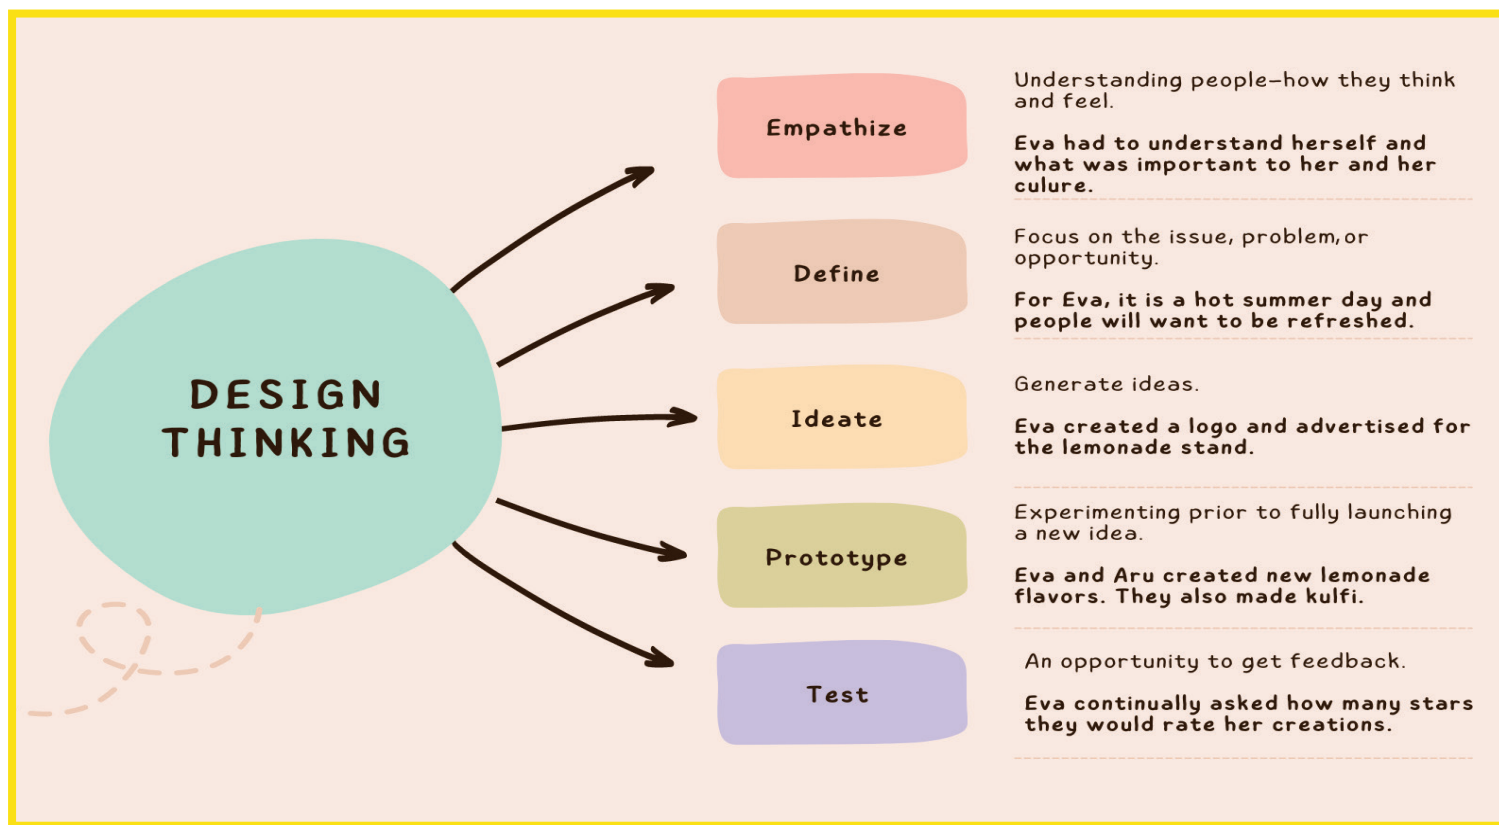 DESIGN
THINKING
Empathize
Understanding people–how they think
and feel.
Eva had to understand herself and
what was important to her and her
culure.
Define
Focus on the issue, problem, or
opportunity.
For Eva, it is a hot summer day and
people will want to be refreshed.
Ideate
Generate ideas.
Eva created a logo and advertised for
the lemonade stand.
Prototype
Experimenting prior to fully launching
a new idea.
Eva and Aru created new lemonade
flavors. They also made kulfi.
Test
An opportunity to get feedback.
Eva continually asked how many stars
they would rate her creations.